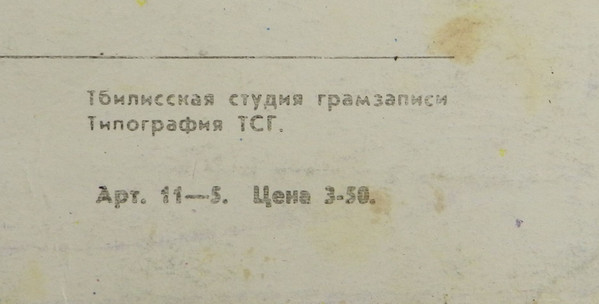 Тбилисская студия грамзаписи
Типография ТСГ.
Арт. 11—5. Цена 3-50.